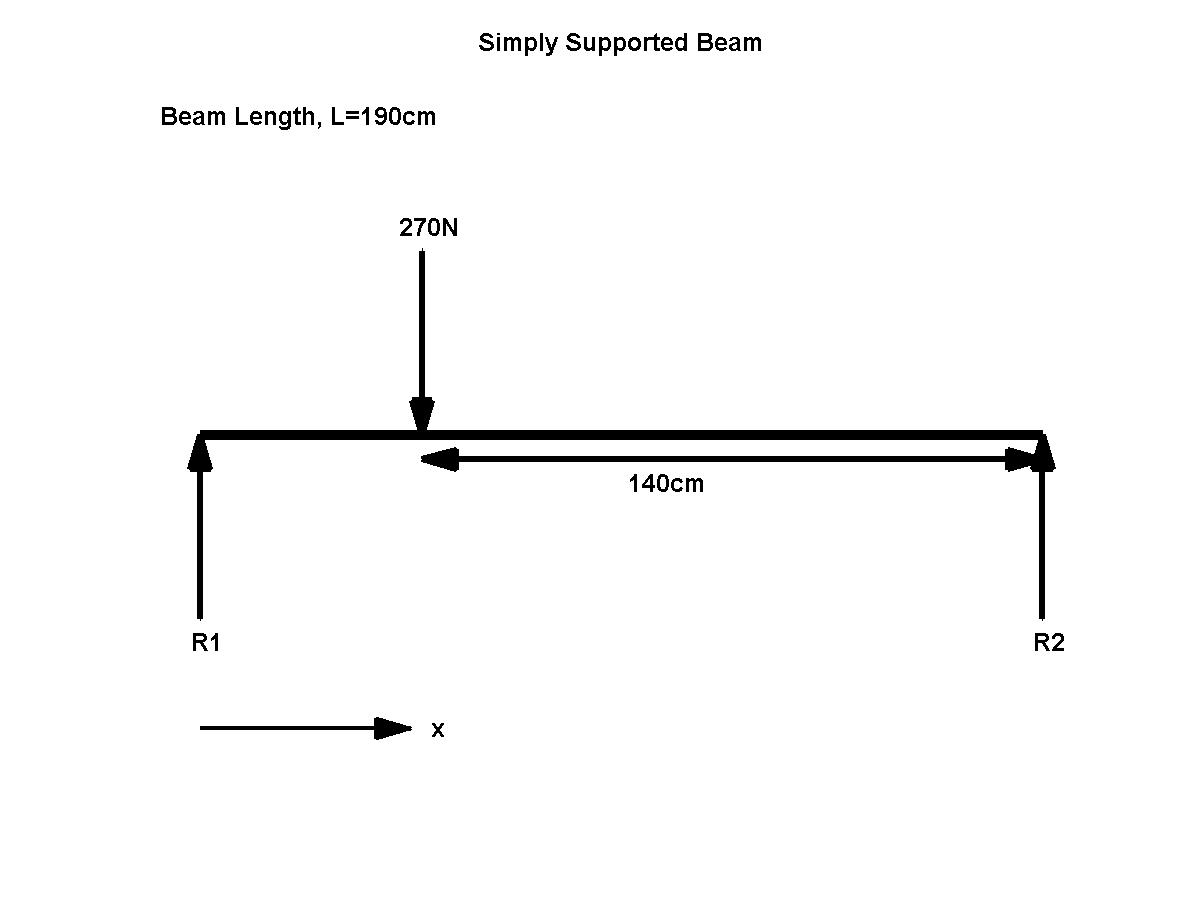 Simply Supported Beam
Beam Length, L=190cm
270N
140cm
R1
R2
x